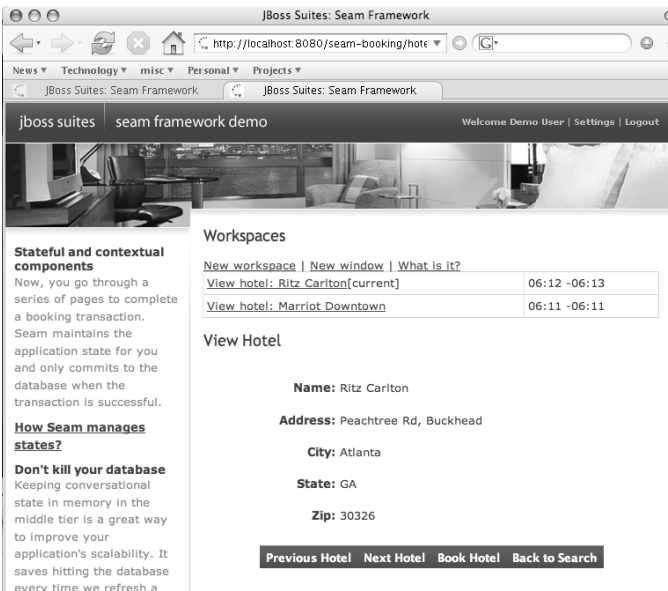 JBoss Suites: Seam Framework
http://localhost:8080/seam-booking/hote
G
News Technology misc Personal Projects
JBoss Suites: Seam Framework JBoss Suites: Seam Framework
jboss suites seam framework demo Welcome Demo User | Settings | Logout
Stateful and contextual
components
Now, you go through a
series of pages to complete
a booking transaction.
Seam maintains the
application state for you
and only commits to the
database when the
transaction is successful.
How Seam manages
states?
Don't kill your database
Keeping conversational
state in memory in the
middle tier is a great way
to improve your
application's scalability. It
saves hitting the database
every time we refresh a
Workspaces
New workspace | New window | What is it?
View hotel: Ritz Carlton[current] 06:12 -06:13
View hotel: Marriot Downtown 06:11 -06:11
View Hotel
Name: Ritz Carlton
Address: Peachtree Rd, Buckhead
City: Atlanta
State: GA
Zip: 30326
Previous Hotel Next Hotel Book Hotel Back to Search